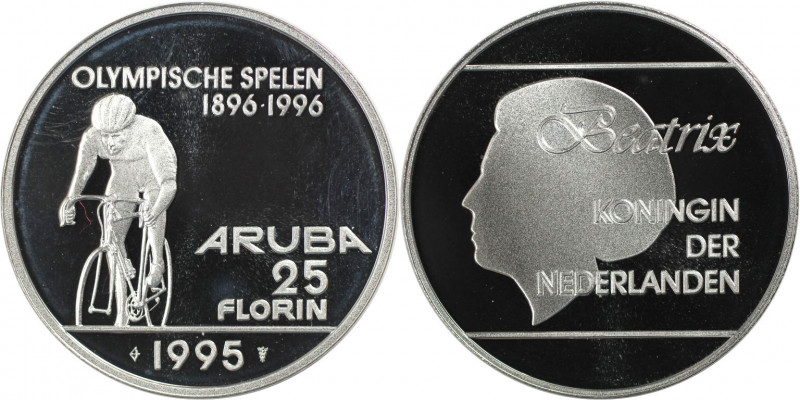 OLYMPISCHE SPELEN
1896·1996
ARUBA
25
FLORIN
1995
Beatrix
KONINGIN
DER
NEDERLANDEN